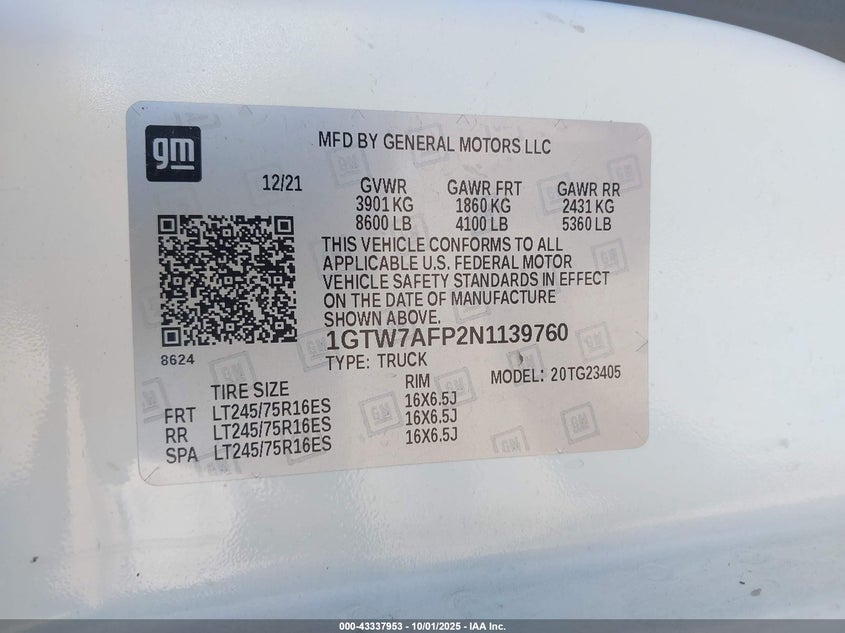 gm
MFD BY GENERAL MOTORS LLC
12/21
GVWR GAWR FRT GAWR RR
3901 KG 1860 KG 2431 KG
8600 LB 4100 LB 5360 LB
THIS VEHICLE CONFORMS TO ALL
APPLICABLE U.S. FEDERAL MOTOR
VEHICLE SAFETY STANDARDS IN EFFECT
ON THE DATE OF MANUFACTURE
SHOWN ABOVE.
1GTW7AFP2N1139760
8624
TYPE: TRUCK
MODEL: 20TG23405
TIRE SIZE RIM
FRT LT245/75R16ES 16X6.5J
RR LT245/75R16ES 16X6.5J
SPA LT245/75R16ES 16X6.5J
000-43337953 - 10/01/2025 - IAA Inc.